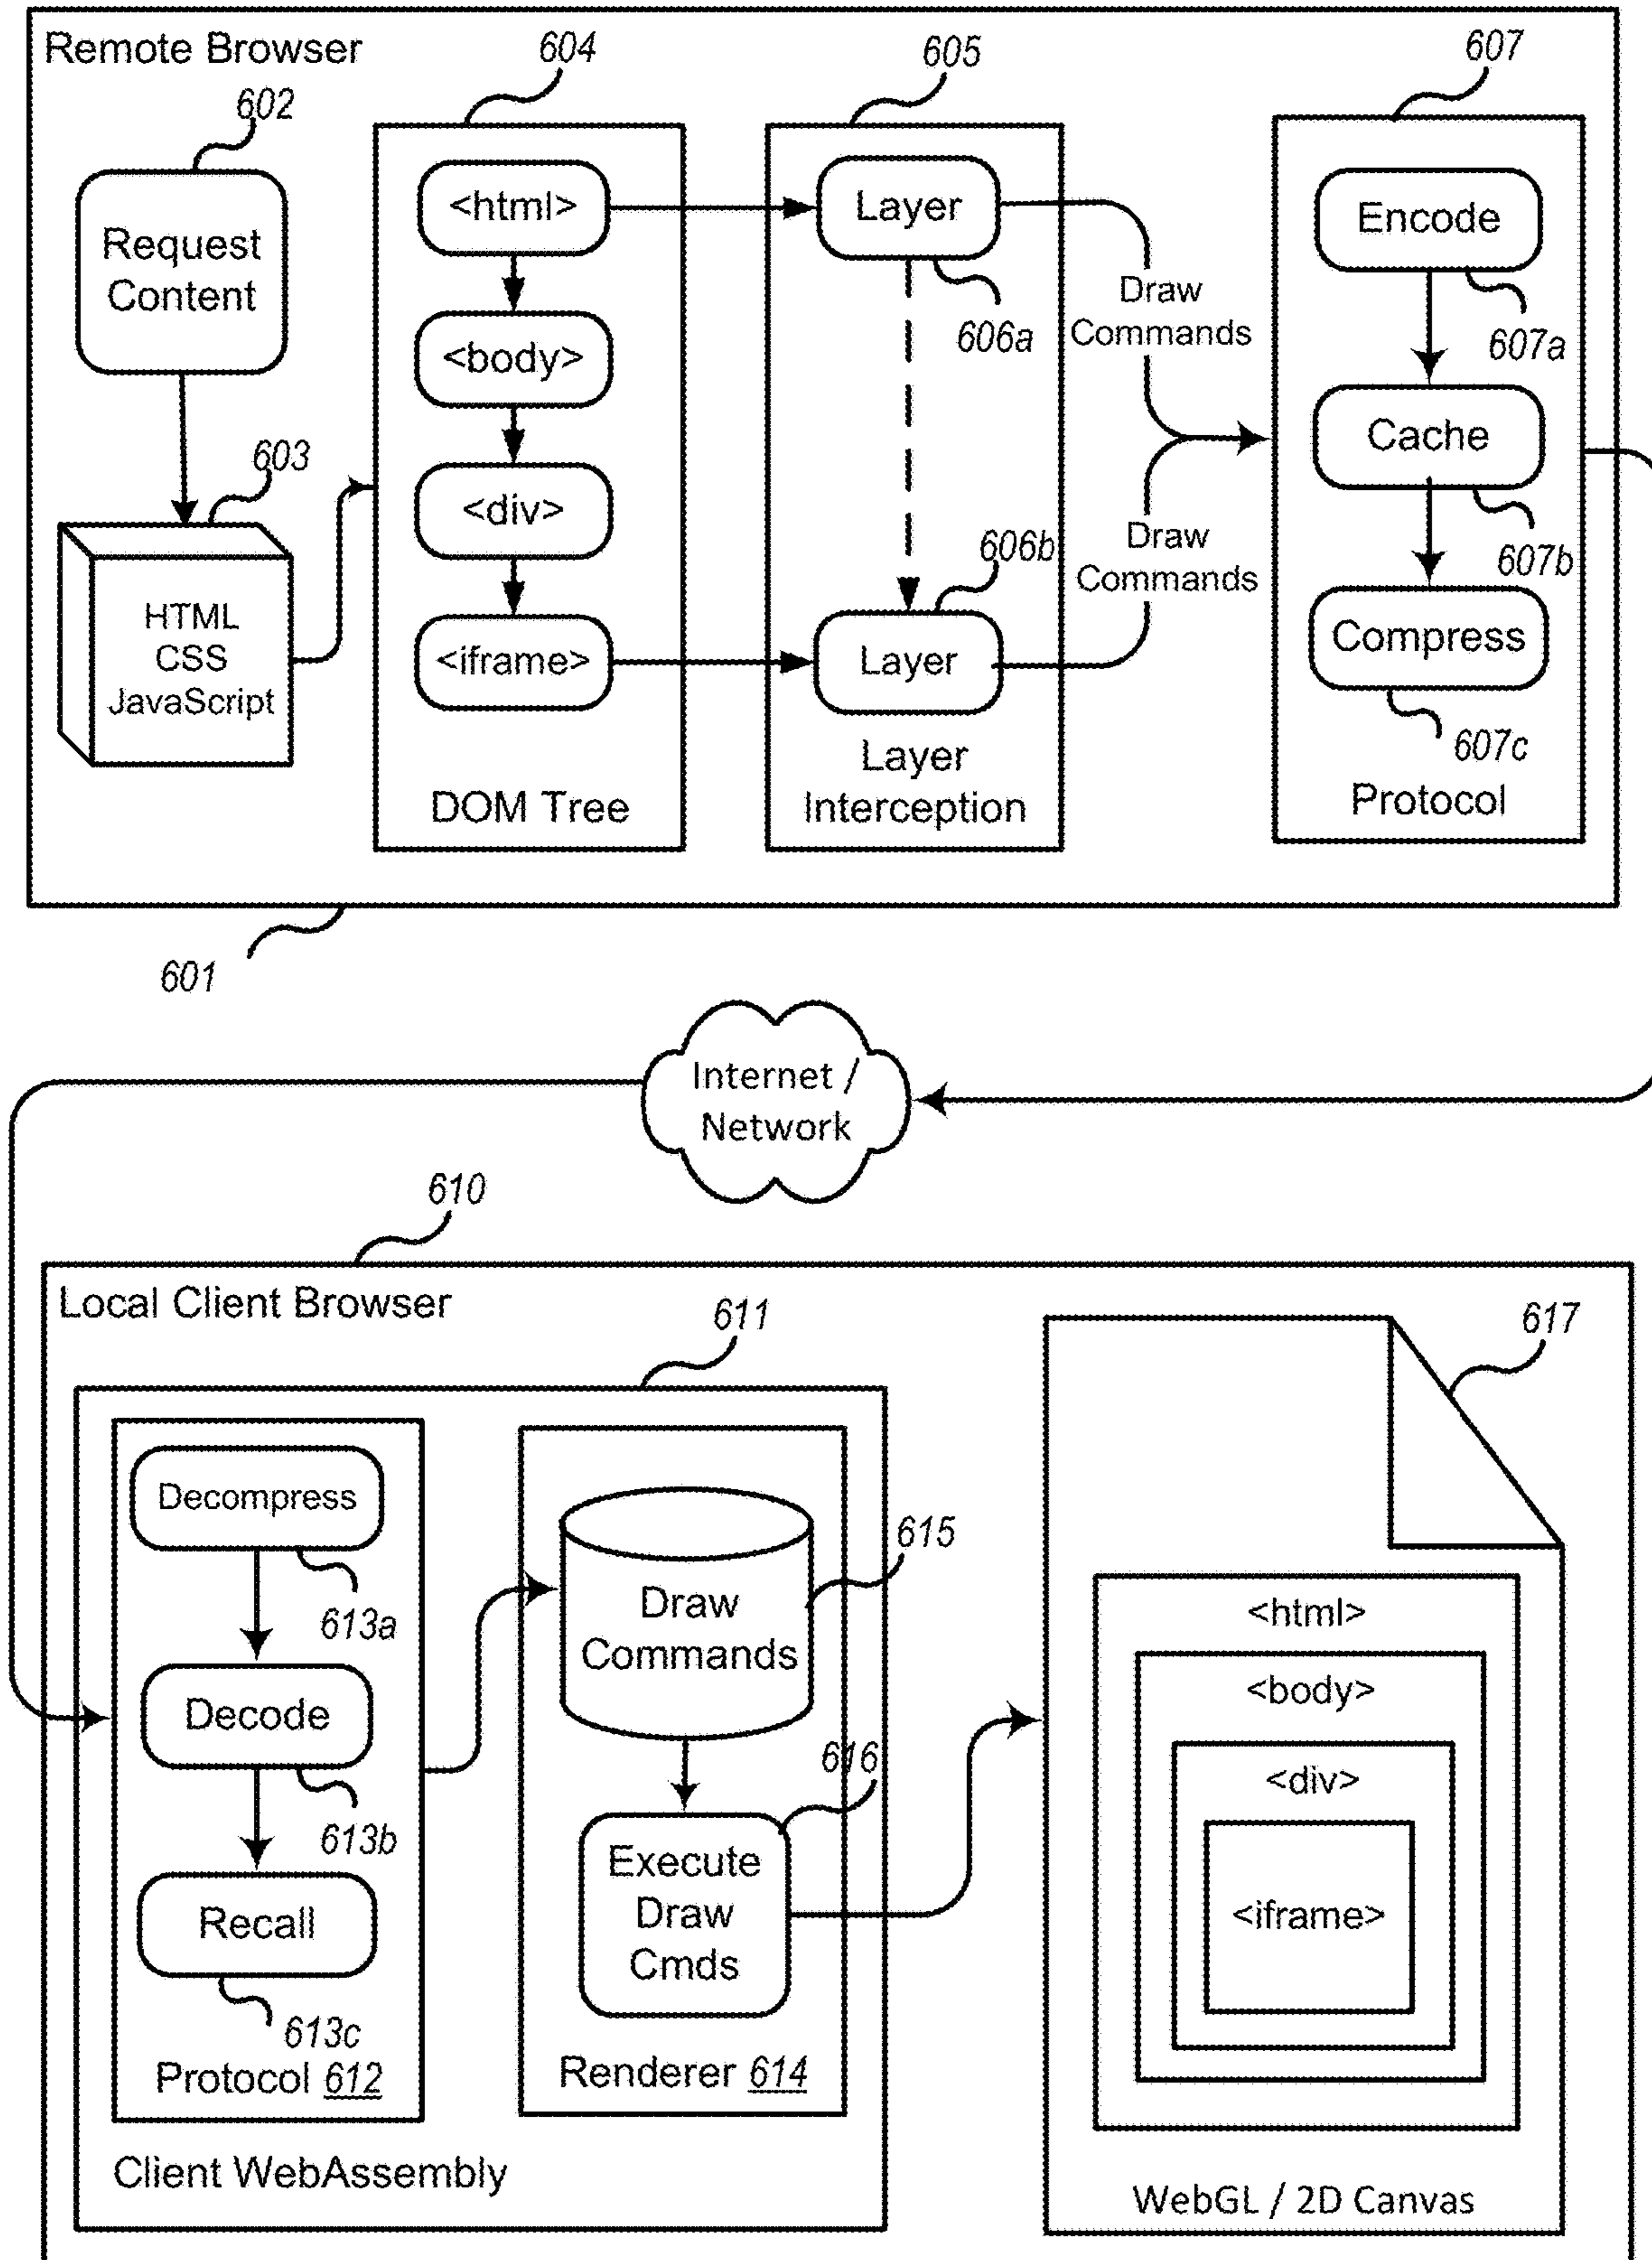 Remote Browser
604
605
607
602
Request
Content
603
HTML
CSS
JavaScript
<html>
<body>
<div>
<iframe>
DOM Tree
Layer
606a
606b
Layer
Layer
Interception
Draw
Commands
Draw
Commands
Encode
607a
Cache
607b
Compress
607c
Protocol
601
Internet /
Network
610
Local Client Browser
611
617
Decompress
613a
Decode
613b
Recall
613c
Protocol 612
Draw
Commands
615
616
Execute
Draw
Cmds
Renderer 614
Client WebAssembly
<html>
<body>
<div>
<iframe>
WebGL / 2D Canvas